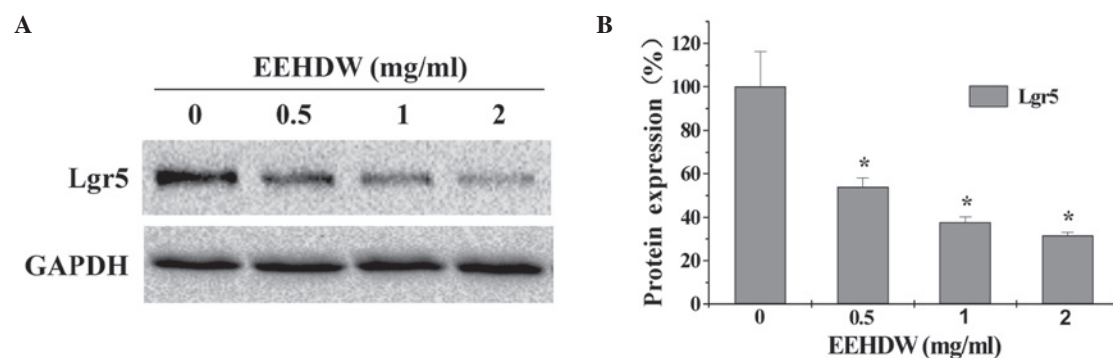 A
EEHDW (mg/ml)
0 0.5 1 2
Lgr5
GAPDH
B
Protein expression (%)
120
100
80
60
40
20
0
Lgr5
*
*
*
0 0.5 1 2
EEHDW (mg/ml)